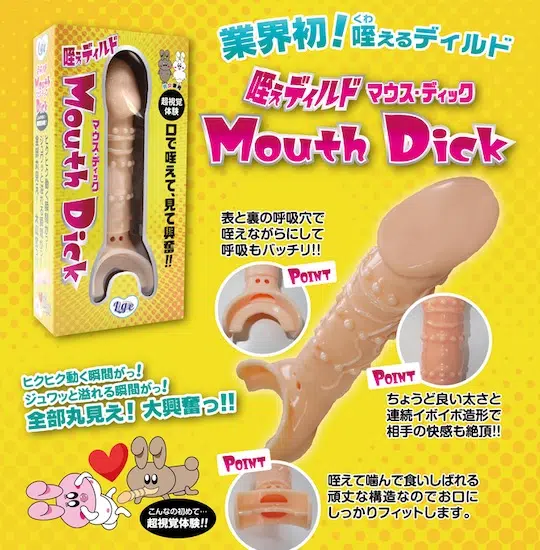 業界初！咥えるディルド
くわ
咥えディルド マウス・ディック
Mouth Dick
咥えディルド
マウス・ディック
Mouth Dick
超視覚
体験
口で咥えて、見て興奮!!
Life
表と裏の呼吸穴で
咥えながらにして
呼吸もバッチリ!!
POINT
POINT
ちょうど良い太さと
連続イボイボ造形で
相手の快感も絶頂!!
ヒクヒク動く瞬間がっ！
ジュワッと溢れる瞬間がっ！
全部丸見え！大興奮っ!!
POINT
咥えて噛んで食いしばれる
頑丈な構造なのでお口に
しっかりフィットします。
こんなの初めて…
超視覚体験!!